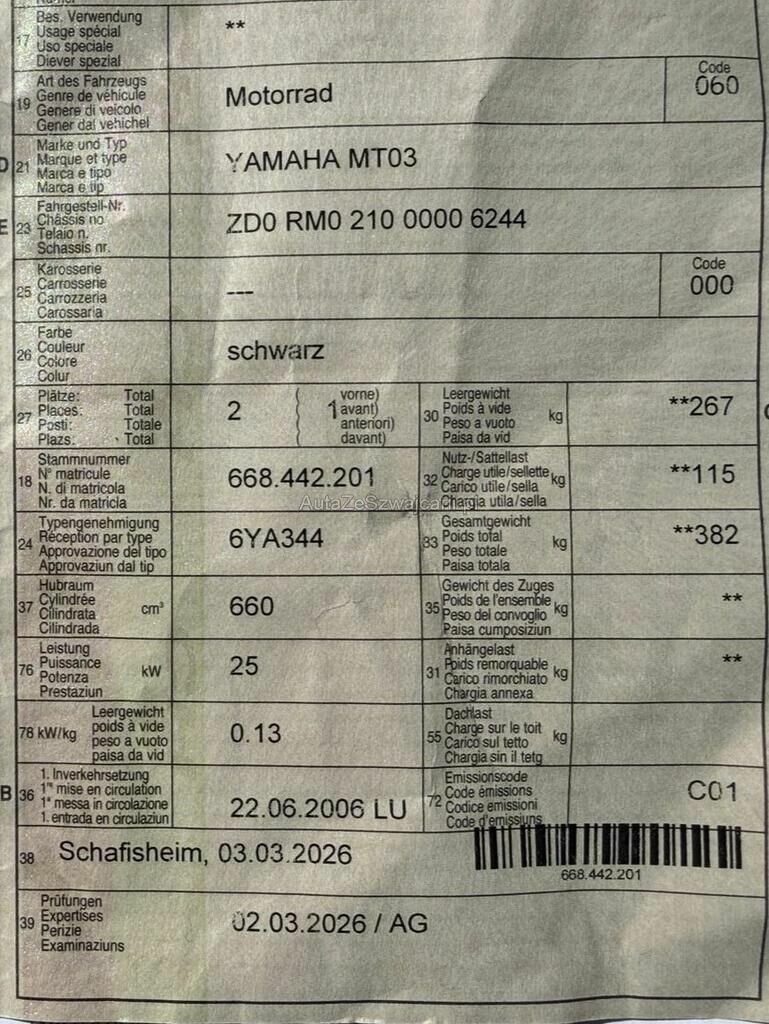 17 Bes. Verwendung
Usage spécial
Uso speciale
Diever spezial
**
19 Art des Fahrzeugs
Genre de véhicule
Genere di veicolo
Gener dal vehichel
Motorrad
Code
060
D 21 Marke und Typ
Marque et type
Marca e tipo
Marca e tip
YAMAHA MT03
E 23 Fahrgestell-Nr.
Châssis no
Telaio n.
Schassis nr.
ZD0 RM0 210 0000 6244
25 Karosserie
Carrosserie
Carrozzeria
Carossaria
---
Code
000
26 Farbe
Couleur
Colore
Colur
schwarz
27 Plätze: Total
Places: Total
Posti: Totale
Plazs: Total
2 ( 1 vorne)
avant)
anteriori)
davant)
30 Leergewicht
Poids à vide
Peso a vuoto
Paisa da vid
kg
**267
18 Stammnummer
N° matricule
N. di matricola
Nr. da matricla
668.442.201
32 Nutz-/Sattellast
Charge utile/sellette
Carico utile/sella
Chargia utila/sella
kg
**115
24 Typengenehmigung
Réception par type
Approvazione del tipo
Approvaziun dal tip
6YA344
33 Gesamtgewicht
Poids total
Peso totale
Paisa totala
kg
**382
37 Hubraum
Cylindrée
Cilindrata
Cilindrada
cm³
660
35 Gewicht des Zuges
Poids de l'ensemble
Peso del convoglio
Paisa cumposiziun
kg
**
76 Leistung
Puissance
Potenza
Prestaziun
kW
25
31 Anhängelast
Poids remorquable
Carico rimorchiato
Chargia annexa
kg
**
78 kW/kg Leergewicht
poids à vide
peso a vuoto
paisa da vid
0.13
55 Dachlast
Charge sur le toit
Carico sul tetto
Chargia sin il tetg
kg
B 36 1. Inverkehrsetzung
1re mise en circulation
1a messa in circolazione
1. entrada en circulaziun
22.06.2006 LU
72 Emissionscode
Code émissions
Codice emissioni
Code d'emissiuns
C01
38 Schafisheim, 03.03.2026
668.442.201
39 Prüfungen
Expertises
Perizie
Examinaziuns
02.03.2026 / AG